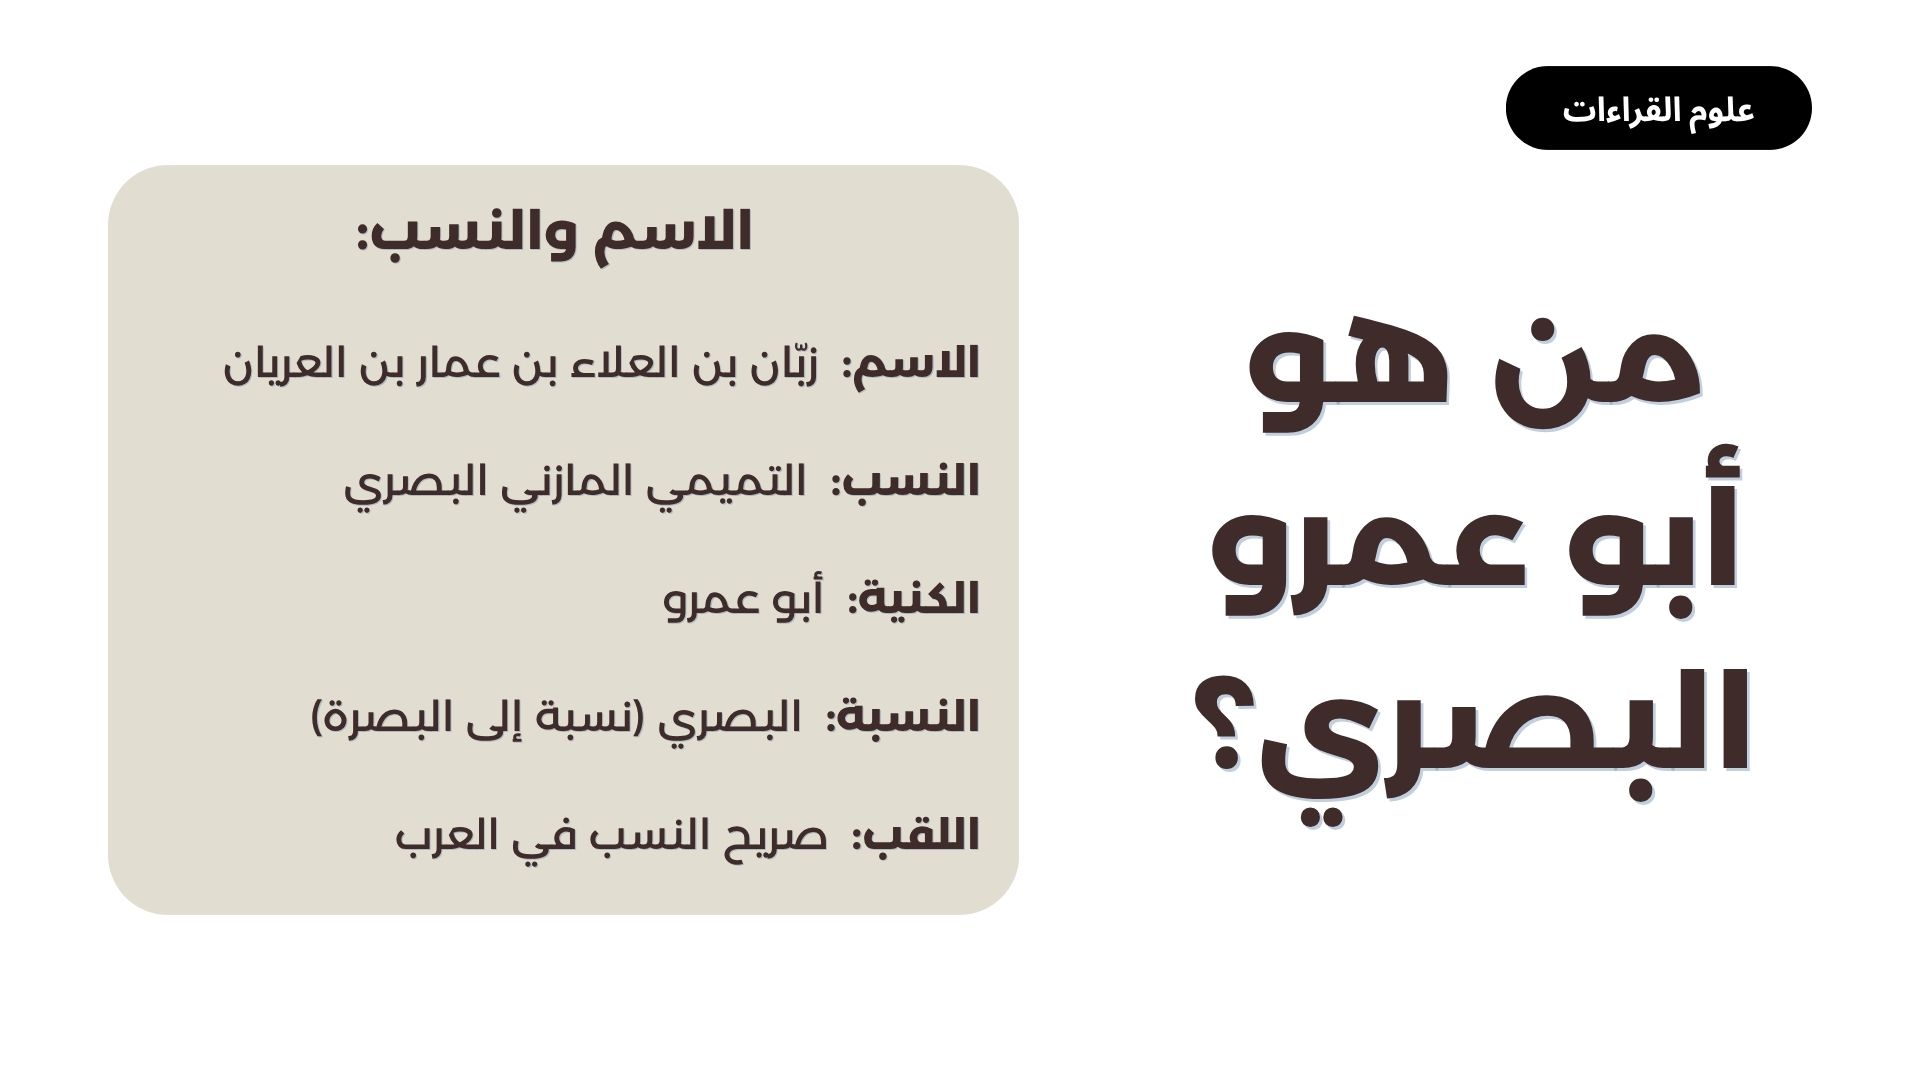 علوم القراءات
من هو
أبو عمرو
البصري؟
الاسم والنسب:
الاسم: زبّان بن العلاء بن عمار بن العريان
النسب: التميمي المازني البصري
الكنية: أبو عمرو
النسبة: البصري (نسبة إلى البصرة)
اللقب: صريح النسب في العرب